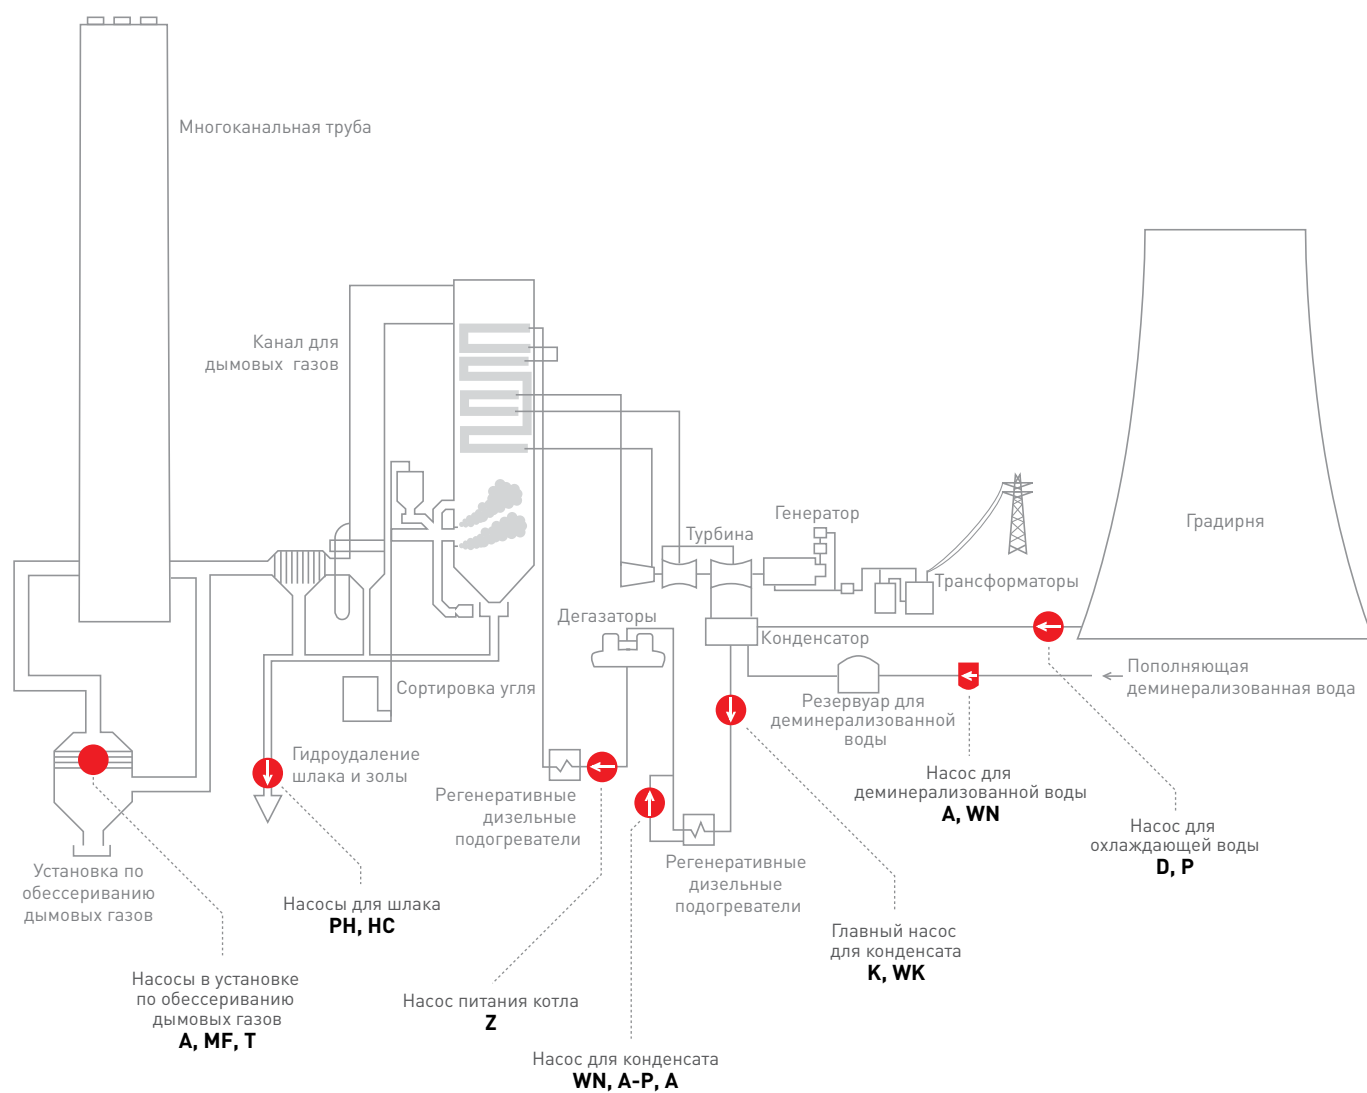 Многоканальная труба
Канал для
дымовых газов
Генератор
Турбина
Градирня
Трансформаторы
Дегазаторы
Конденсатор
Пополняющая
деминерализованная вода
Сортировка угля
Резервуар для
деминерализованной
воды
Гидроудаление
шлака и золы
Насос для
деминерализованной воды
A, WN
Регенеративные
дизельные
подогреватели
Насос для
охлаждающей воды
D, P
Регенеративные
дизельные
подогреватели
Установка по
обессериванию
дымовых газов
Насосы для шлака
PH, HC
Главный насос
для конденсата
K, WK
Насосы в установке
по обессериванию
дымовых газов
A, MF, T
Насос питания котла
Z
Насос для конденсата
WN, A-P, A